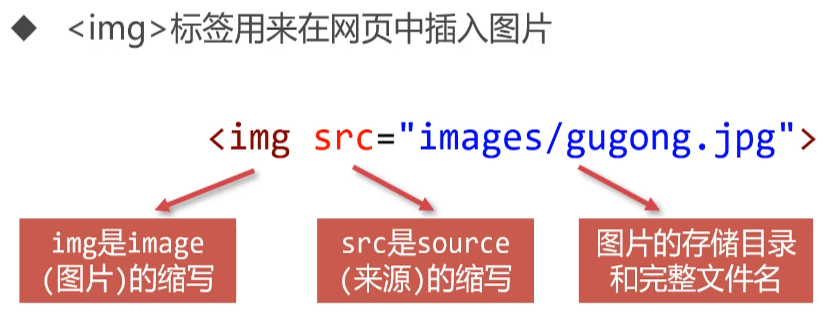 ◆ <img>标签用来在网页中插入图片
<img src="images/gugong.jpg">
img是image
(图片)的缩写
src是source
(来源)的缩写
图片的存储目录
和完整文件名